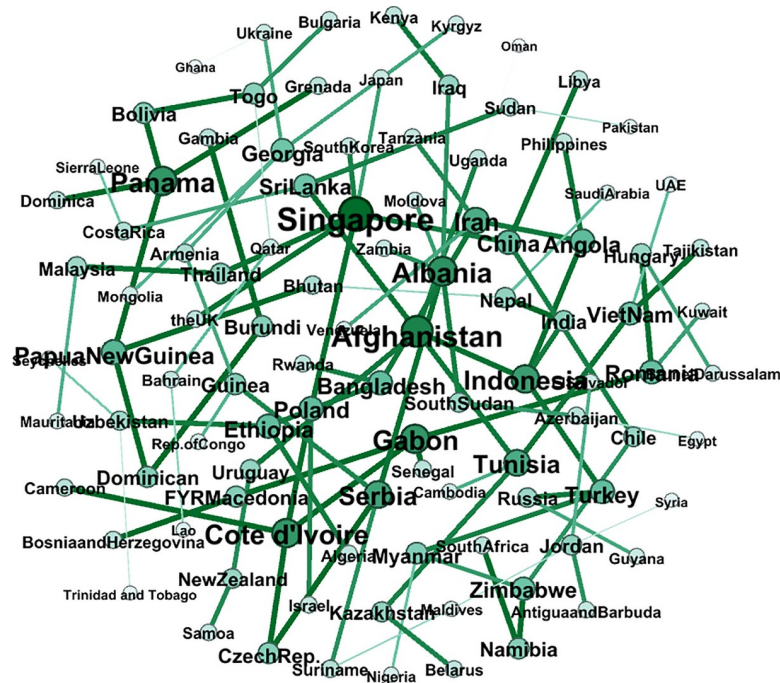 Kenya
Bulgaria
Kyrgyz
Ukraine
Oman
Ghana
Japan
Grenada
Togo
Iraq
Libya
Bolivia
Sudan
Pakistan
Gambia
Tanzania
Philippines
SouthKorea
Georgia
Uganda
SierraLeone
Panama
SriLanka
UAE
SaudiArabia
Dominica
Moldova
Singapore
Iran
CostaRica
China
Angola
Qatar
Zambia
Armenia
Hungary
Tajikistan
MalaysIa
Thailand
Albania
Bhutan
Mongolia
Nepal
Kuwait
theUK
India
VietNam
Burundi
Venezuela
Afghanistan
PapuaNewGuinea
Seychelles
Rwanda
Romania
BruneiDarussalam
Bahrain
Guinea
Bangladesh
Indonesia
ElSalvador
SouthSudan
Poland
Azerbaijan
Mauritania
Uzbekistan
Ethiopia
Rep.ofCongo
Gabon
Chile
Egypt
Senegal
Tunisia
Dominican
Uruguay
Cameroon
FYRMacedonia
Serbia
Cambodia
Russia
Turkey
Syria
Lao
Cote d'Ivoire
BosniaandHerzegovina
Algeria
Myanmar
SouthAfrica
Jordan
Guyana
NewZealand
Zimbabwe
Trinidad and Tobago
Israel
Kazakhstan
Maldives
AntiguaandBarbuda
Samoa
CzechRep.
Namibia
Suriname
Nigeria
Belarus